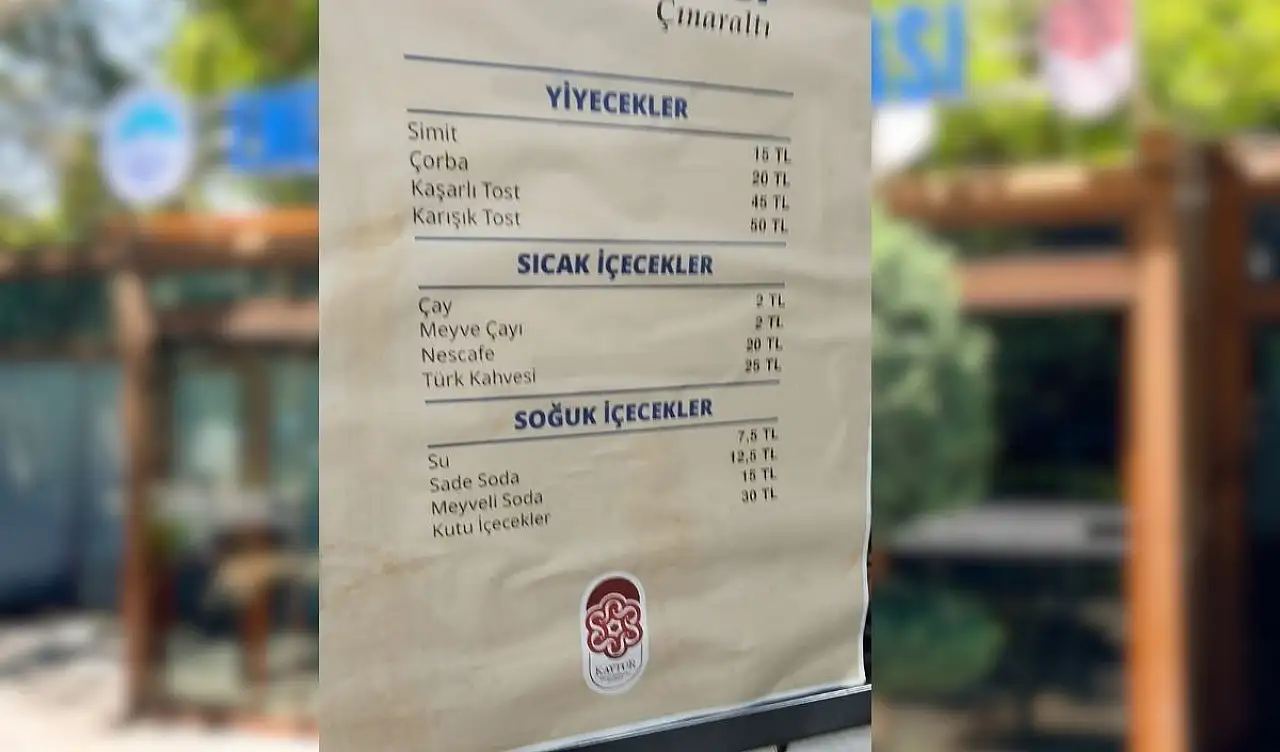 Çınaraltı
YİYECEKLER
Simit 15 TL
Çorba 20 TL
Kaşarlı Tost 45 TL
Karışık Tost 50 TL
SICAK İÇECEKLER
Çay 2 TL
Meyve Çayı 2 TL
Nescafe 20 TL
Türk Kahvesi 25 TL
SOĞUK İÇECEKLER
Su 7,5 TL
Sade Soda 12,5 TL
Meyveli Soda 15 TL
Kutu İçecekler 30 TL
KAYTUR